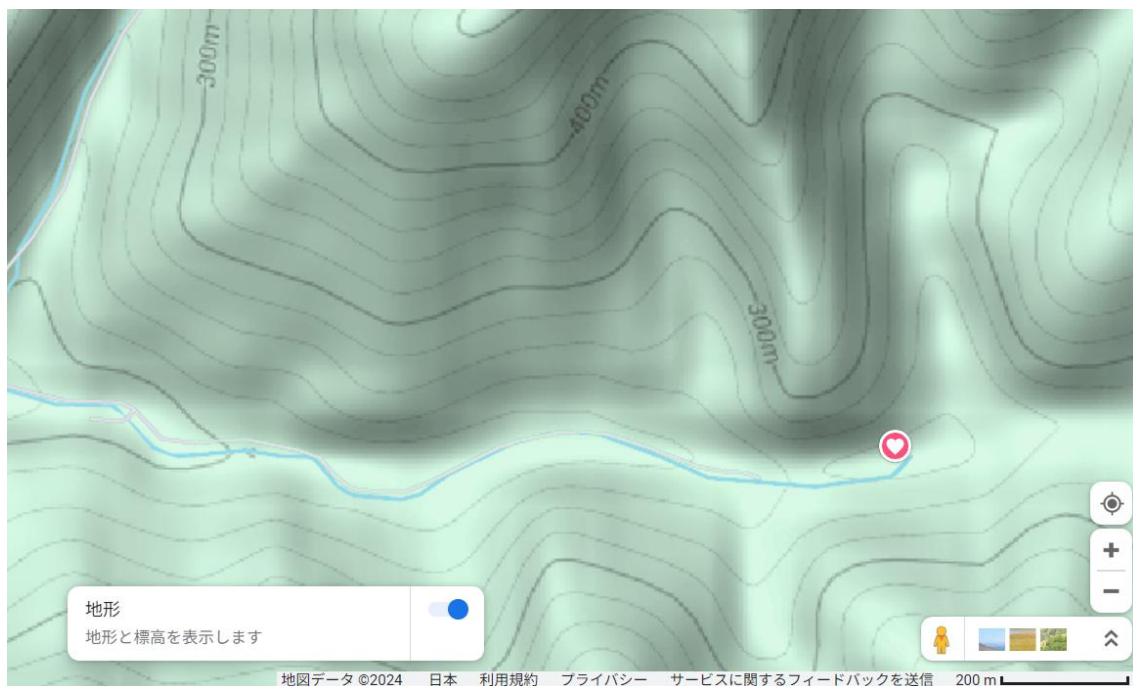 300m
400m
300m
地形
地形と標高を表示します
地図データ ©2024 日本 利用規約 プライバシー サービスに関するフィードバックを送信 200 m